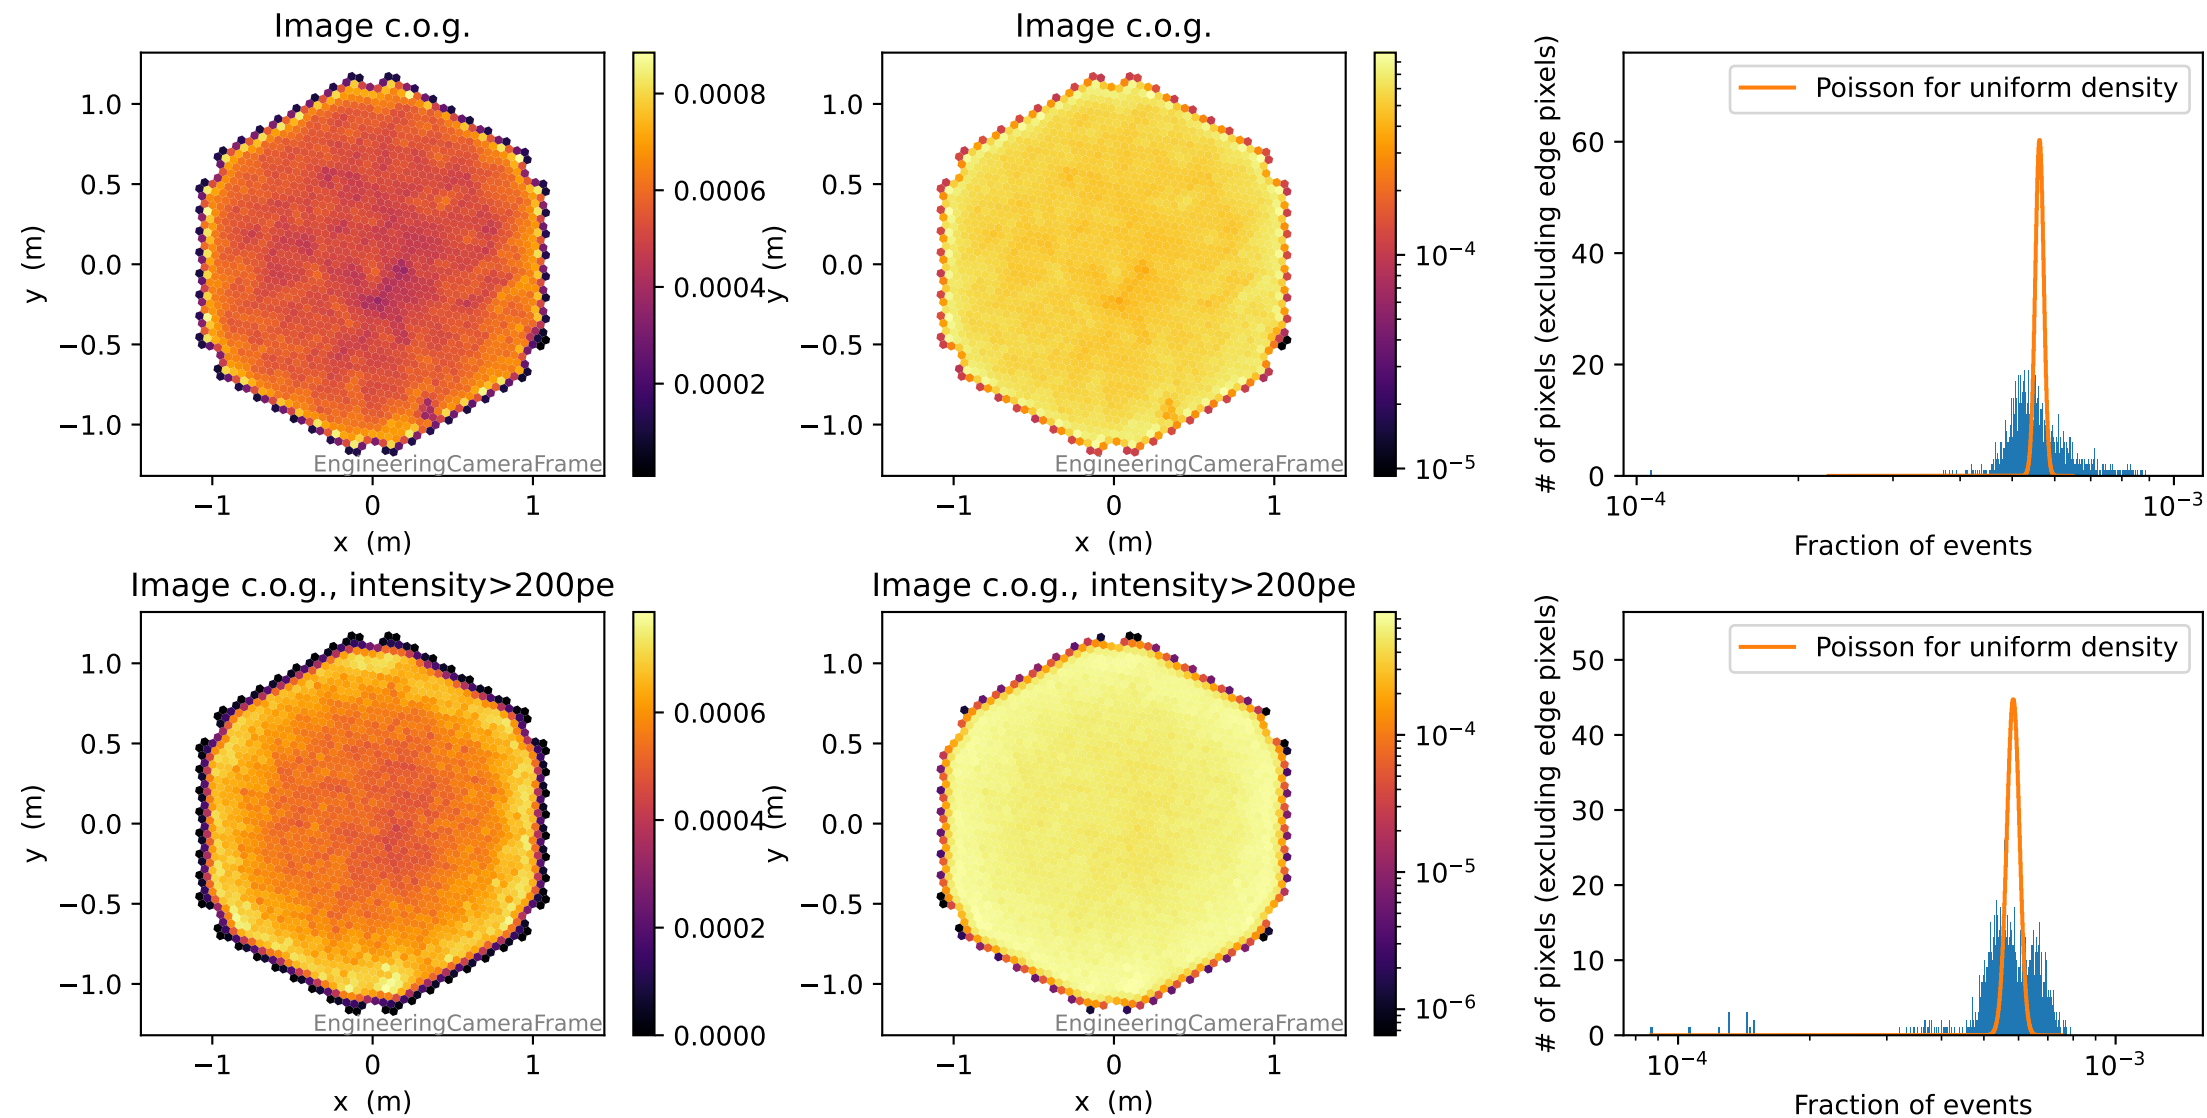 Image c.o.g.
1.0
0.5
0.0
−0.5
−1.0
y (m)
−1
0
1
x (m)
EngineeringCameraFrame
0.0008
0.0006
0.0004
0.0002
Image c.o.g.
1.0
0.5
0.0
−0.5
−1.0
y (m)
−1
0
1
x (m)
EngineeringCameraFrame
10⁻⁴
10⁻⁵
Poisson for uniform density
# of pixels (excluding edge pixels)
60
40
20
0
10⁻⁴
10⁻³
Fraction of events
Image c.o.g., intensity>200pe
1.0
0.5
0.0
−0.5
−1.0
y (m)
−1
0
1
x (m)
EngineeringCameraFrame
0.0006
0.0004
0.0002
0.0000
Image c.o.g., intensity>200pe
1.0
0.5
0.0
−0.5
−1.0
y (m)
−1
0
1
x (m)
EngineeringCameraFrame
10⁻⁴
10⁻⁵
10⁻⁶
Poisson for uniform density
# of pixels (excluding edge pixels)
50
40
30
20
10
0
10⁻⁴
10⁻³
Fraction of events